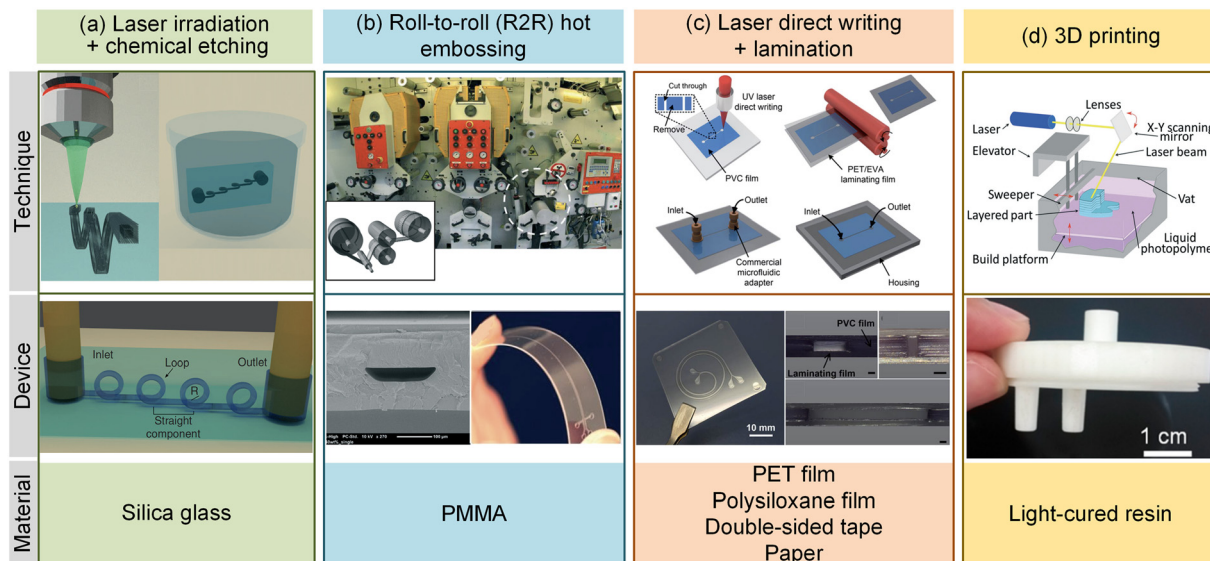 (a) Laser irradiation
+ chemical etching
(b) Roll-to-roll (R2R) hot
embossing
(c) Laser direct writing
+ lamination
(d) 3D printing
Technique
Cut through
Remove
UV laser
direct writing
PVC film
PET/EVA
laminating film
Inlet
Outlet
Commercial
microfluidic
adapter
Inlet
Outlet
Housing
Lenses
Laser
X-Y scanning
mirror
Elevator
Laser beam
Sweeper
Vat
Layered part
Liquid
photopolyme
Build platform
Device
Inlet
Loop
Outlet
R
Straight
component
100 µm
10 mm
PVC film
Laminating film
1 cm
Material
Silica glass
PMMA
PET film
Polysiloxane film
Double-sided tape
Paper
Light-cured resin